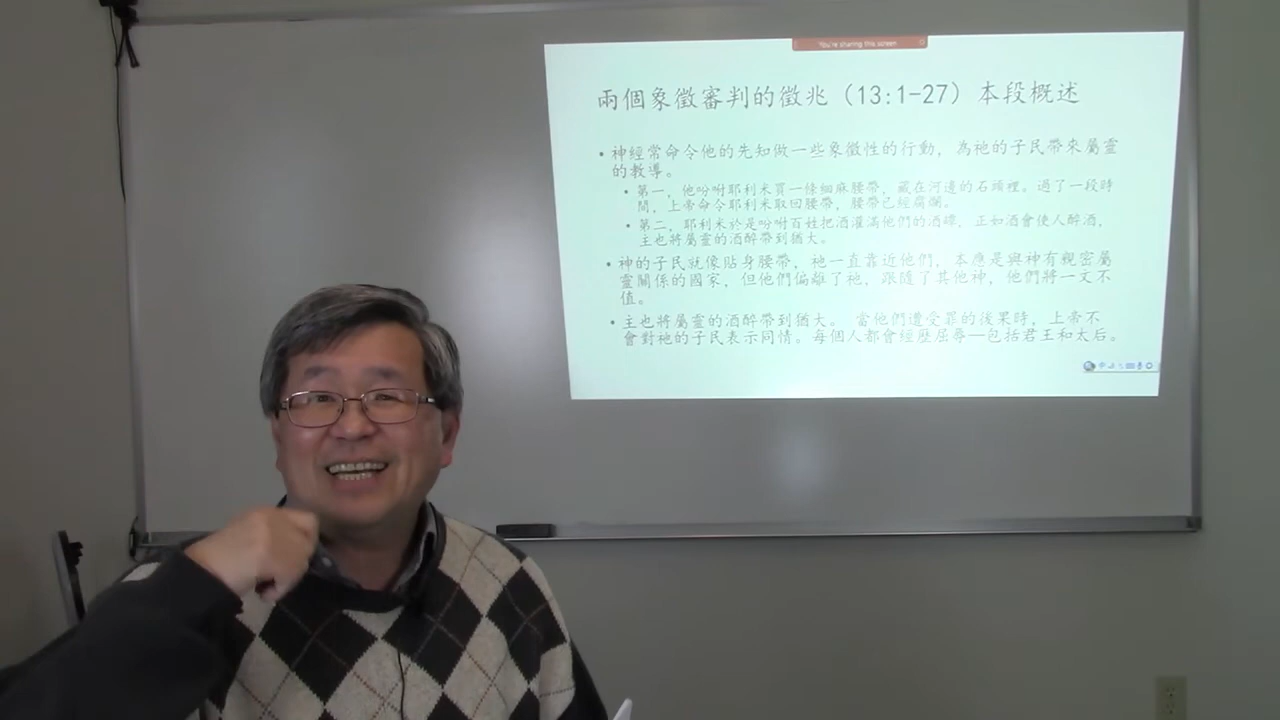 You're sharing this screen
兩個象徵審判的徵兆（13:1-27）本段概述
• 神經常命令他的先知做一些象徵性的行動，為祂的子民帶來屬靈
的教導。
• 第一，他吩咐耶利米買一條細麻腰帶，藏在河邊的石頭裡。過了一段時
間，上帝命令耶利米取回腰帶，腰帶已經腐爛。
• 第二，耶利米於是吩咐百姓把酒灌滿他們的酒罈，正如酒會使人醉酒，
主也將屬靈的酒醉帶到猶大。
• 神的子民就像貼身腰帶，祂一直靠近他們，本應是與神有親密屬
靈關係的國家，但他們偏離了祂，跟隨了其他神，他們將一文不
值。
• 主也將屬靈的酒醉帶到猶大。 當他們遭受罪的後果時，上帝不
會對祂的子民表示同情。每個人都會經歷屈辱—包括君王和太后。